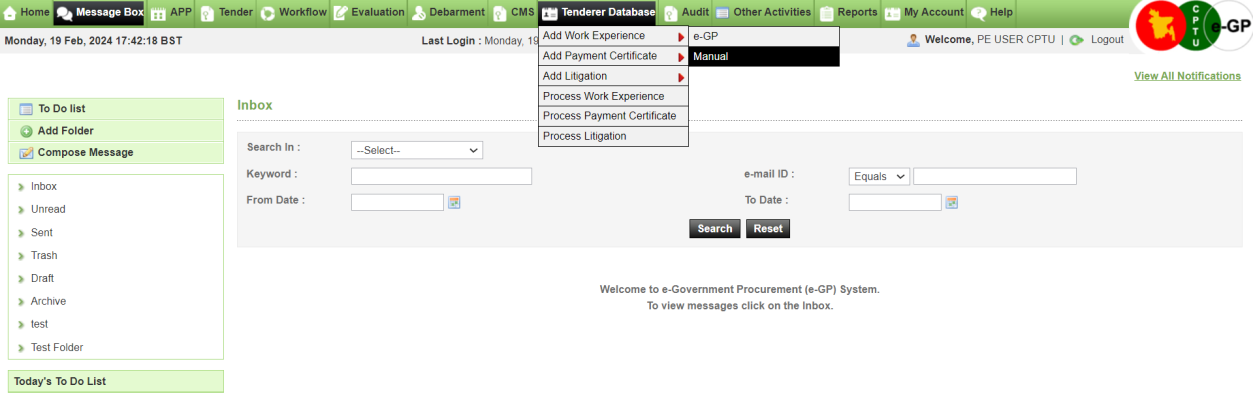 Home Message Box APP Tender Workflow Evaluation Debarment CMS Tenderer Database Audit Other Activities Reports My Account Help
CPTU e-GP
Monday, 19 Feb, 2024 17:42:18 BST
Last Login : Monday, 19
Welcome, PE USER CPTU | Logout
Add Work Experience
e-GP
Add Payment Certificate
Manual
Add Litigation
Process Work Experience
Process Payment Certificate
Process Litigation
View All Notifications
To Do list
Add Folder
Compose Message
Inbox
Unread
Sent
Trash
Draft
Archive
test
Test Folder
Today's To Do List
Inbox
Search In : --Select--
Keyword : e-mail ID : Equals
From Date : To Date :
Search Reset
Welcome to e-Government Procurement (e-GP) System.
To view messages click on the Inbox.